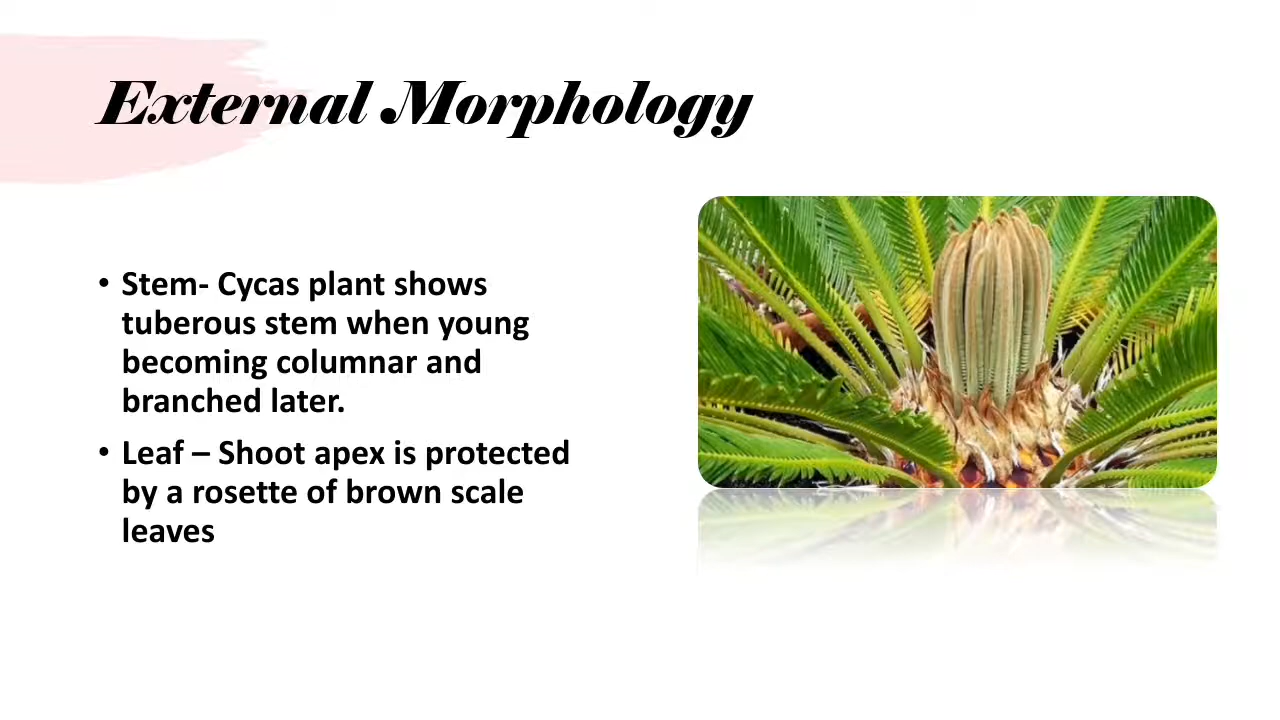 External Morphology
• Stem- Cycas plant shows
tuberous stem when young
becoming columnar and
branched later.
• Leaf – Shoot apex is protected
by a rosette of brown scale
leaves